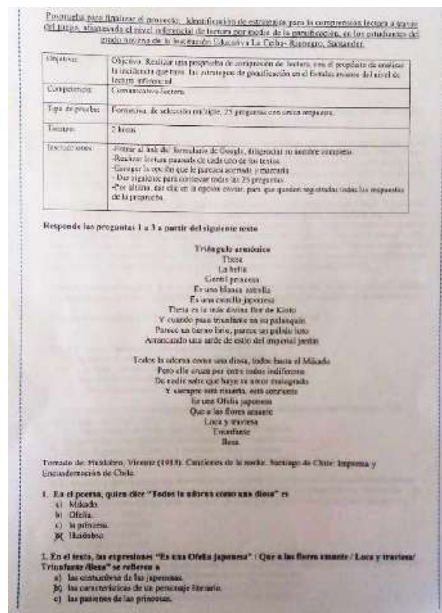 Posprueba para finalizar el proyecto: Identificación de estrategias para la comprensión lectora a través
del juego, afianzando el nivel inferencial de lectura por medio de la gamificación, en los estudiantes del
grado noveno de la Institución Educativa La Ceiba- Rionegro, Santander.
Objetivo: Objetivo: Realizar una posprueba de comprensión de lectura, con el propósito de analizar
la incidencia que tuvo las estrategias de gamificación en el fortalecimiento del nivel de
lectura inferencial.
Competencia: Comunicativa-lectora.
Tipo de prueba: Formativa, de selección múltiple, 25 preguntas con única respuesta.
Tiempo: 2 horas
Instrucciones: -Entrar al link del formulario de Google, diligenciar su nombre completo.
-Realizar lectura pausada de cada uno de los textos.
-Escoger la opción que le parezca acertada y marcarla.
- Dar siguiente para contestar todas las 25 preguntas.
-Por último, dar clic en la opción enviar, para que queden registradas todas las respuestas
de la posprueba.
Responde las preguntas 1 a 3 a partir del siguiente texto
Triángulo armónico
Thesa
La bella
Gentil princesa
Es una blanca estrella
Es una estrella japonesa
Thesa es la más divina flor de Kioto
Y cuando pasa triunfante en su palanquín
Parece un tierno lirio, parece un pálido loto
Arrancado una tarde de estío del imperial jardín
Todos la adoran como una diosa, todos hasta el Mikado
Pero ella cruza por entre todos indiferente
De nadie sabe que haya su amor malogrado
Y siempre está risueña, está sonriente
Es una Ofelia japonesa
Que a las flores amante
Loca y traviesa
Triunfante
Besa.
Tomado de: Huidobro, Vicente (1913). Canciones de la noche. Santiago de Chile: Imprenta y
Encuadernación de Chile.
1. En el poema, quien dice “Todos la adoran como una diosa” es
a) Mikado.
b) Ofelia.
c) la princesa.
Huidobro.
2. En el texto, las expresiones “Es una Ofelia japonesa” / Que a las flores amante / Loca y traviesa/
Triunfante /Besa” se refieren a
a) las costumbres de las japonesas.
las características de un personaje literario.
c) las pasiones de las princesas.